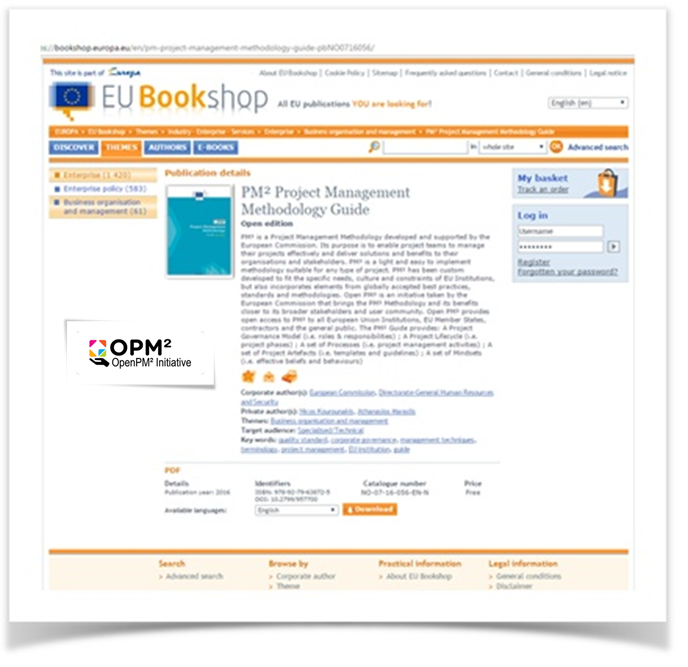 s://bookshop.europa.eu/en/pm-project-management-methodology-guide-pbNO0716056/
This site is part of Europa
About EU Bookshop | Cookie Policy | Sitemap | Frequently asked questions | Contact | General conditions | Legal notice
EU Bookshop All EU publications YOU are looking for!
English (en)
EUROPA > EU Bookshop > Themes > Industry - Enterprise - Services > Enterprise > Business organisation and management > PM² Project Management Methodology Guide
DISCOVER THEMES AUTHORS E-BOOKS
in whole site OK Advanced search
Enterprise (1 420)
Enterprise policy (583)
Business organisation
and management (61)
Publication details
PM² Project Management
Methodology Guide
Open edition
PM² is a Project Management Methodology developed and supported by the
European Commission. Its purpose is to enable project teams to manage
their projects effectively and deliver solutions and benefits to their
organisations and stakeholders. PM² is a light and easy to implement
methodology suitable for any type of project. PM² has been custom
developed to fit the specific needs, culture and constraints of EU Institutions,
but also incorporates elements from globally accepted best practices,
standards and methodologies. Open PM² is an initiative taken by the
European Commission that brings the PM² Methodology and its benefits
closer to its broader stakeholders and user community. Open PM² provides
open access to PM² to all European Union Institutions, EU Member States,
contractors and the general public. The PM² Guide provides: A Project
Governance Model (i.e. roles & responsibilities) ; A Project Lifecycle (i.e.
project phases) ; A set of Processes (i.e. project management activities) ; A
set of Project Artefacts (i.e. templates and guidelines) ; A set of Mindsets
(i.e. effective beliefs and behaviours)
My basket
Track an order
Log in
Username
Register
Forgotten your password?
OPM²
OpenPM² Initiative
Corporate author(s): European Commission, Directorate-General Human Resources
and Security
Private author(s): Nicos Kourounakis, Athanasios Maraslis
Themes: Business organisation and management
Target audience: Specialised/Technical
Key words: quality standard, corporate governance, management techniques,
terminology, project management, EU institution, guide
PDF
Details Identifiers Catalogue number Price
Publication year: 2016 ISBN: 978-92-79-63872-5 NO-07-16-056-EN-N Free
DOI: 10.2799/957700
Available languages: English Download
Search Browse by Practical information Legal information
> Advanced search > Corporate author > About EU Bookshop > General conditions
> Theme > Disclaimer